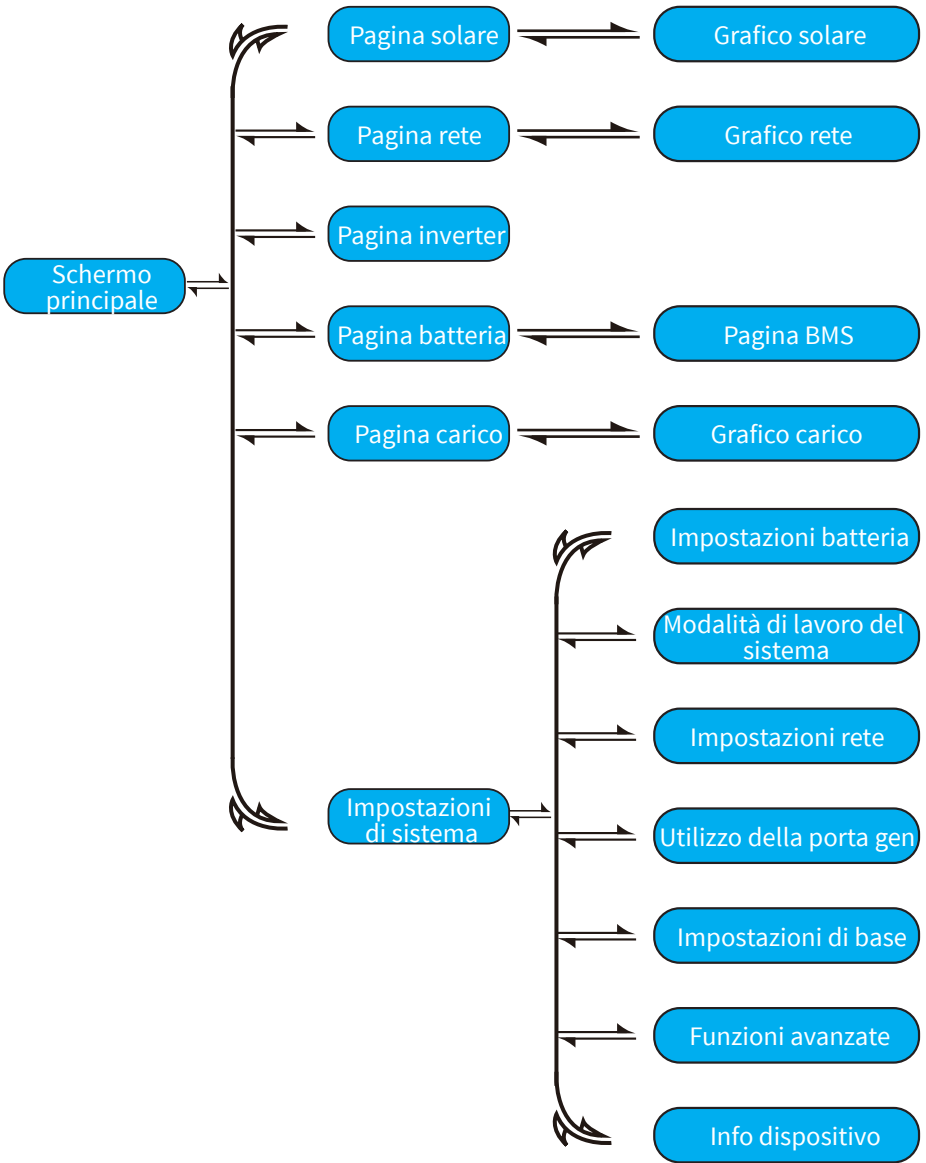 Pagina solare
Grafico solare
Pagina rete
Grafico rete
Pagina inverter
Schermo
principale
Pagina batteria
Pagina BMS
Pagina carico
Grafico carico
Impostazioni batteria
Modalità di lavoro del
sistema
Impostazioni rete
Impostazioni
di sistema
Utilizzo della porta gen
Impostazioni di base
Funzioni avanzate
Info dispositivo